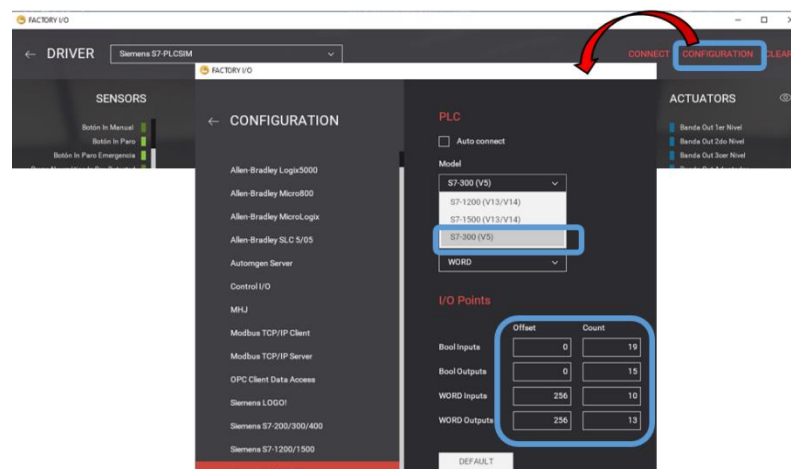 FACTORY I/O
← DRIVER
Siemens S7-PLCSIM
CONNECT
CONFIGURATION
CLEAR
SENSORS
Botón In Manual
Botón In Paro
Botón In Paro Emergencia
FACTORY I/O
← CONFIGURATION
Allen-Bradley Logix5000
Allen-Bradley Micro800
Allen-Bradley MicroLogix
Allen-Bradley SLC 5/05
Automgen Server
Control I/O
MHJ
Modbus TCP/IP Client
Modbus TCP/IP Server
OPC Client Data Access
Siemens LOGO!
Siemens S7-200/300/400
Siemens S7-1200/1500
PLC
Auto connect
Model
S7-300 (V5)
S7-1200 (V13/V14)
S7-1500 (V13/V14)
S7-300 (V5)
WORD
I/O Points
Offset Count
Bool Inputs 0 19
Bool Outputs 0 15
WORD Inputs 256 10
WORD Outputs 256 13
DEFAULT
ACTUATORS
Banda Out 1er Nivel
Banda Out 2do Nivel
Banda Out 3cer Nivel